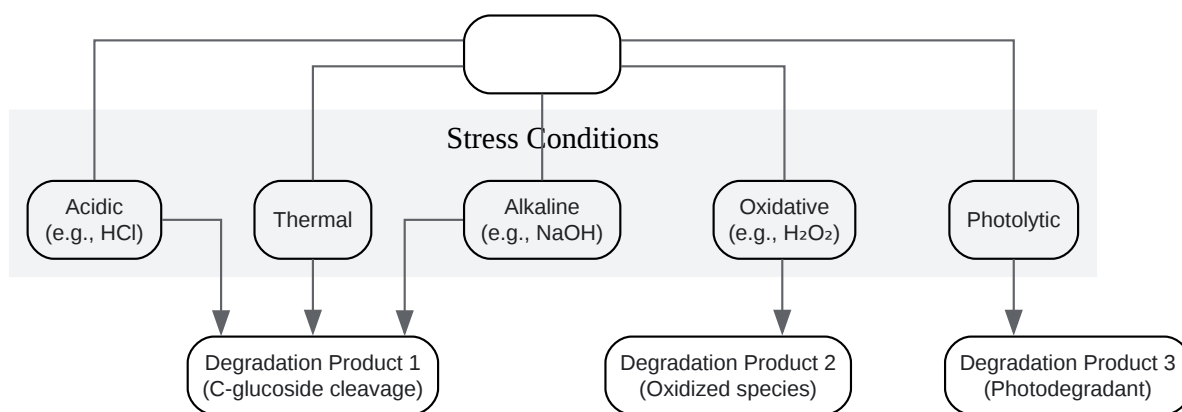 Stress Conditions
Acidic
(e.g., HCl)
Thermal
Alkaline
(e.g., NaOH)
Oxidative
(e.g., H₂O₂)
Photolytic
Degradation Product 1
(C-glucoside cleavage)
Degradation Product 2
(Oxidized species)
Degradation Product 3
(Photodegradant)